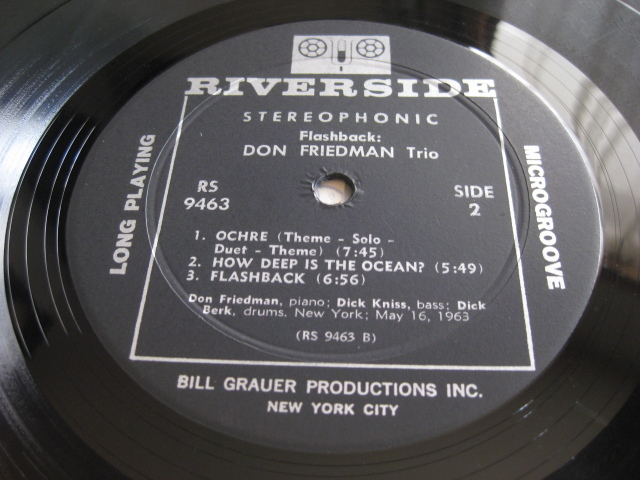 RIVERSIDE
STEREOPHONIC
Flashback:
DON FRIEDMAN Trio
LONG PLAYING
MICROGROOVE
RS
9463
SIDE
2
1. OCHRE (Theme - Solo -
Duet - Theme) (7:45)
2. HOW DEEP IS THE OCEAN? (5:49)
3. FLASHBACK (6:56)
Don Friedman, piano; Dick Kniss, bass; Dick
Berk, drums. New York; May 16, 1963
(RS 9463 B)
BILL GRAUER PRODUCTIONS INC.
NEW YORK CITY